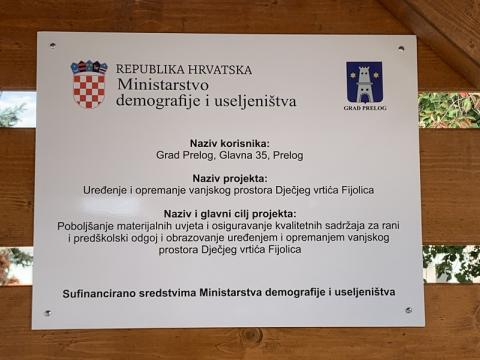 REPUBLIKA HRVATSKA
Ministarstvo
demografije i useljeništva
GRAD PRELOG
Naziv korisnika:
Grad Prelog, Glavna 35, Prelog
Naziv projekta:
Uređenje i opremanje vanjskog prostora Dječjeg vrtića Fijolica
Naziv i glavni cilj projekta:
Poboljšanje materijalnih uvjeta i osiguravanje kvalitetnih sadržaja za rani
i predškolski odgoj i obrazovanje uređenjem i opremanjem vanjskog
prostora Dječjeg vrtića Fijolica
Sufinancirano sredstvima Ministarstva demografije i useljeništva